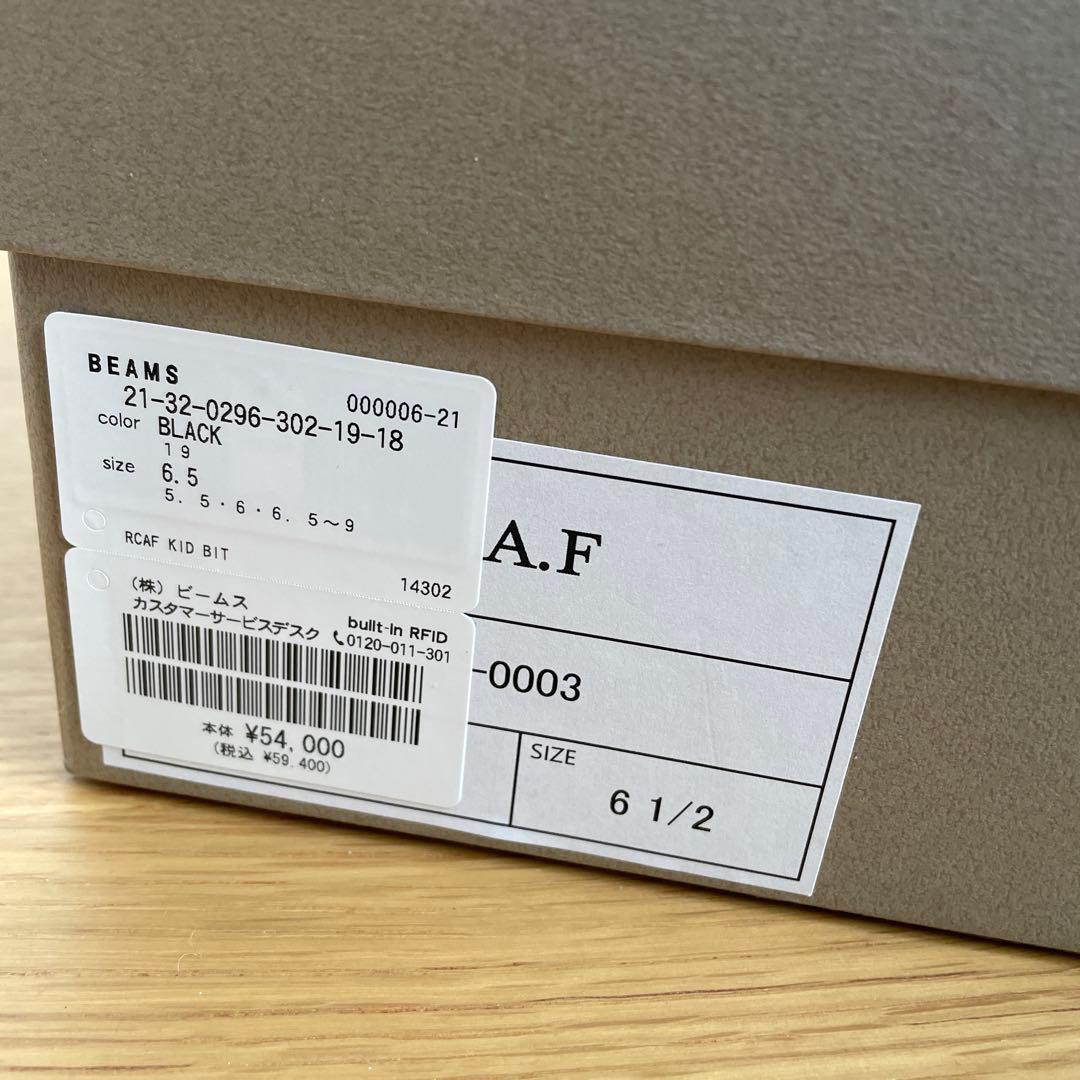 BEAMS
000006-21
21-32-0296-302-19-18
color BLACK
19
size 6.5
5. 5・6・6. 5～9
RCAF KID BIT
14302
(株) ビームス
カスタマーサービスデスク
built-in RFID
0120-011-301
本体 ¥54,000
(税込 ¥59.400)
A.F
-0003
SIZE
6 1/2